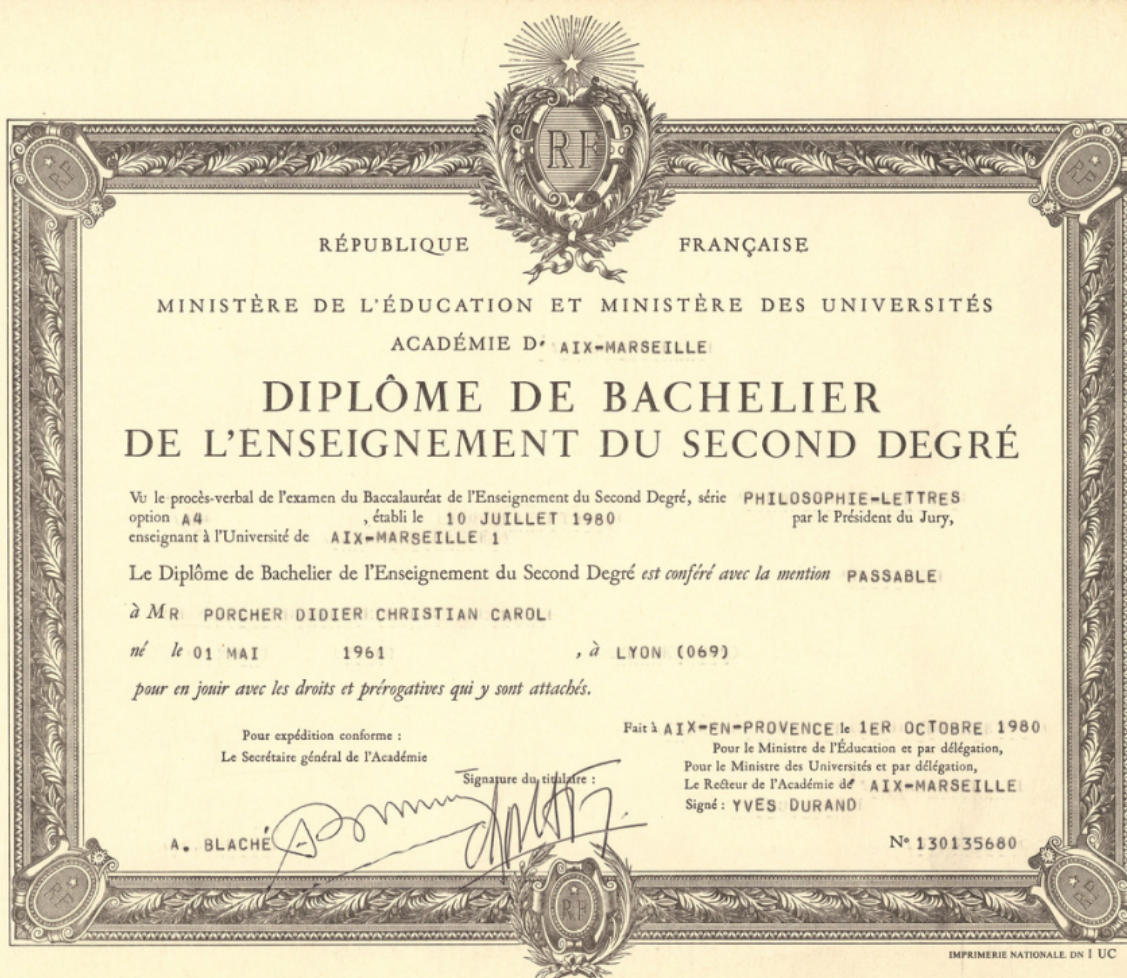 RF
RF
RF
RÉPUBLIQUE FRANÇAISE
MINISTÈRE DE L'ÉDUCATION ET MINISTÈRE DES UNIVERSITÉS
ACADÉMIE D' AIX-MARSEILLE
DIPLÔME DE BACHELIER
DE L'ENSEIGNEMENT DU SECOND DEGRÉ
Vu le procès-verbal de l'examen du Baccalauréat de l'Enseignement du Second Degré, série PHILOSOPHIE-LETTRES
option A4 , établi le 10 JUILLET 1980 par le Président du Jury,
enseignant à l'Université de AIX-MARSEILLE 1
Le Diplôme de Bachelier de l'Enseignement du Second Degré est conféré avec la mention PASSABLE
à MR PORCHER DIDIER CHRISTIAN CAROL
né le 01 MAI 1961 , à LYON (069)
pour en jouir avec les droits et prérogatives qui y sont attachés.
Pour expédition conforme :
Le Secrétaire général de l'Académie
Signature du titulaire :
A. BLACHÉ
Fait à AIX-EN-PROVENCE le 1ER OCTOBRE 1980
Pour le Ministre de l'Éducation et par délégation,
Pour le Ministre des Universités et par délégation,
Le Recteur de l'Académie de AIX-MARSEILLE
Signé : YVES DURAND
N° 130135680
RF
RF
RF
IMPRIMERIE NATIONALE. DN I UC